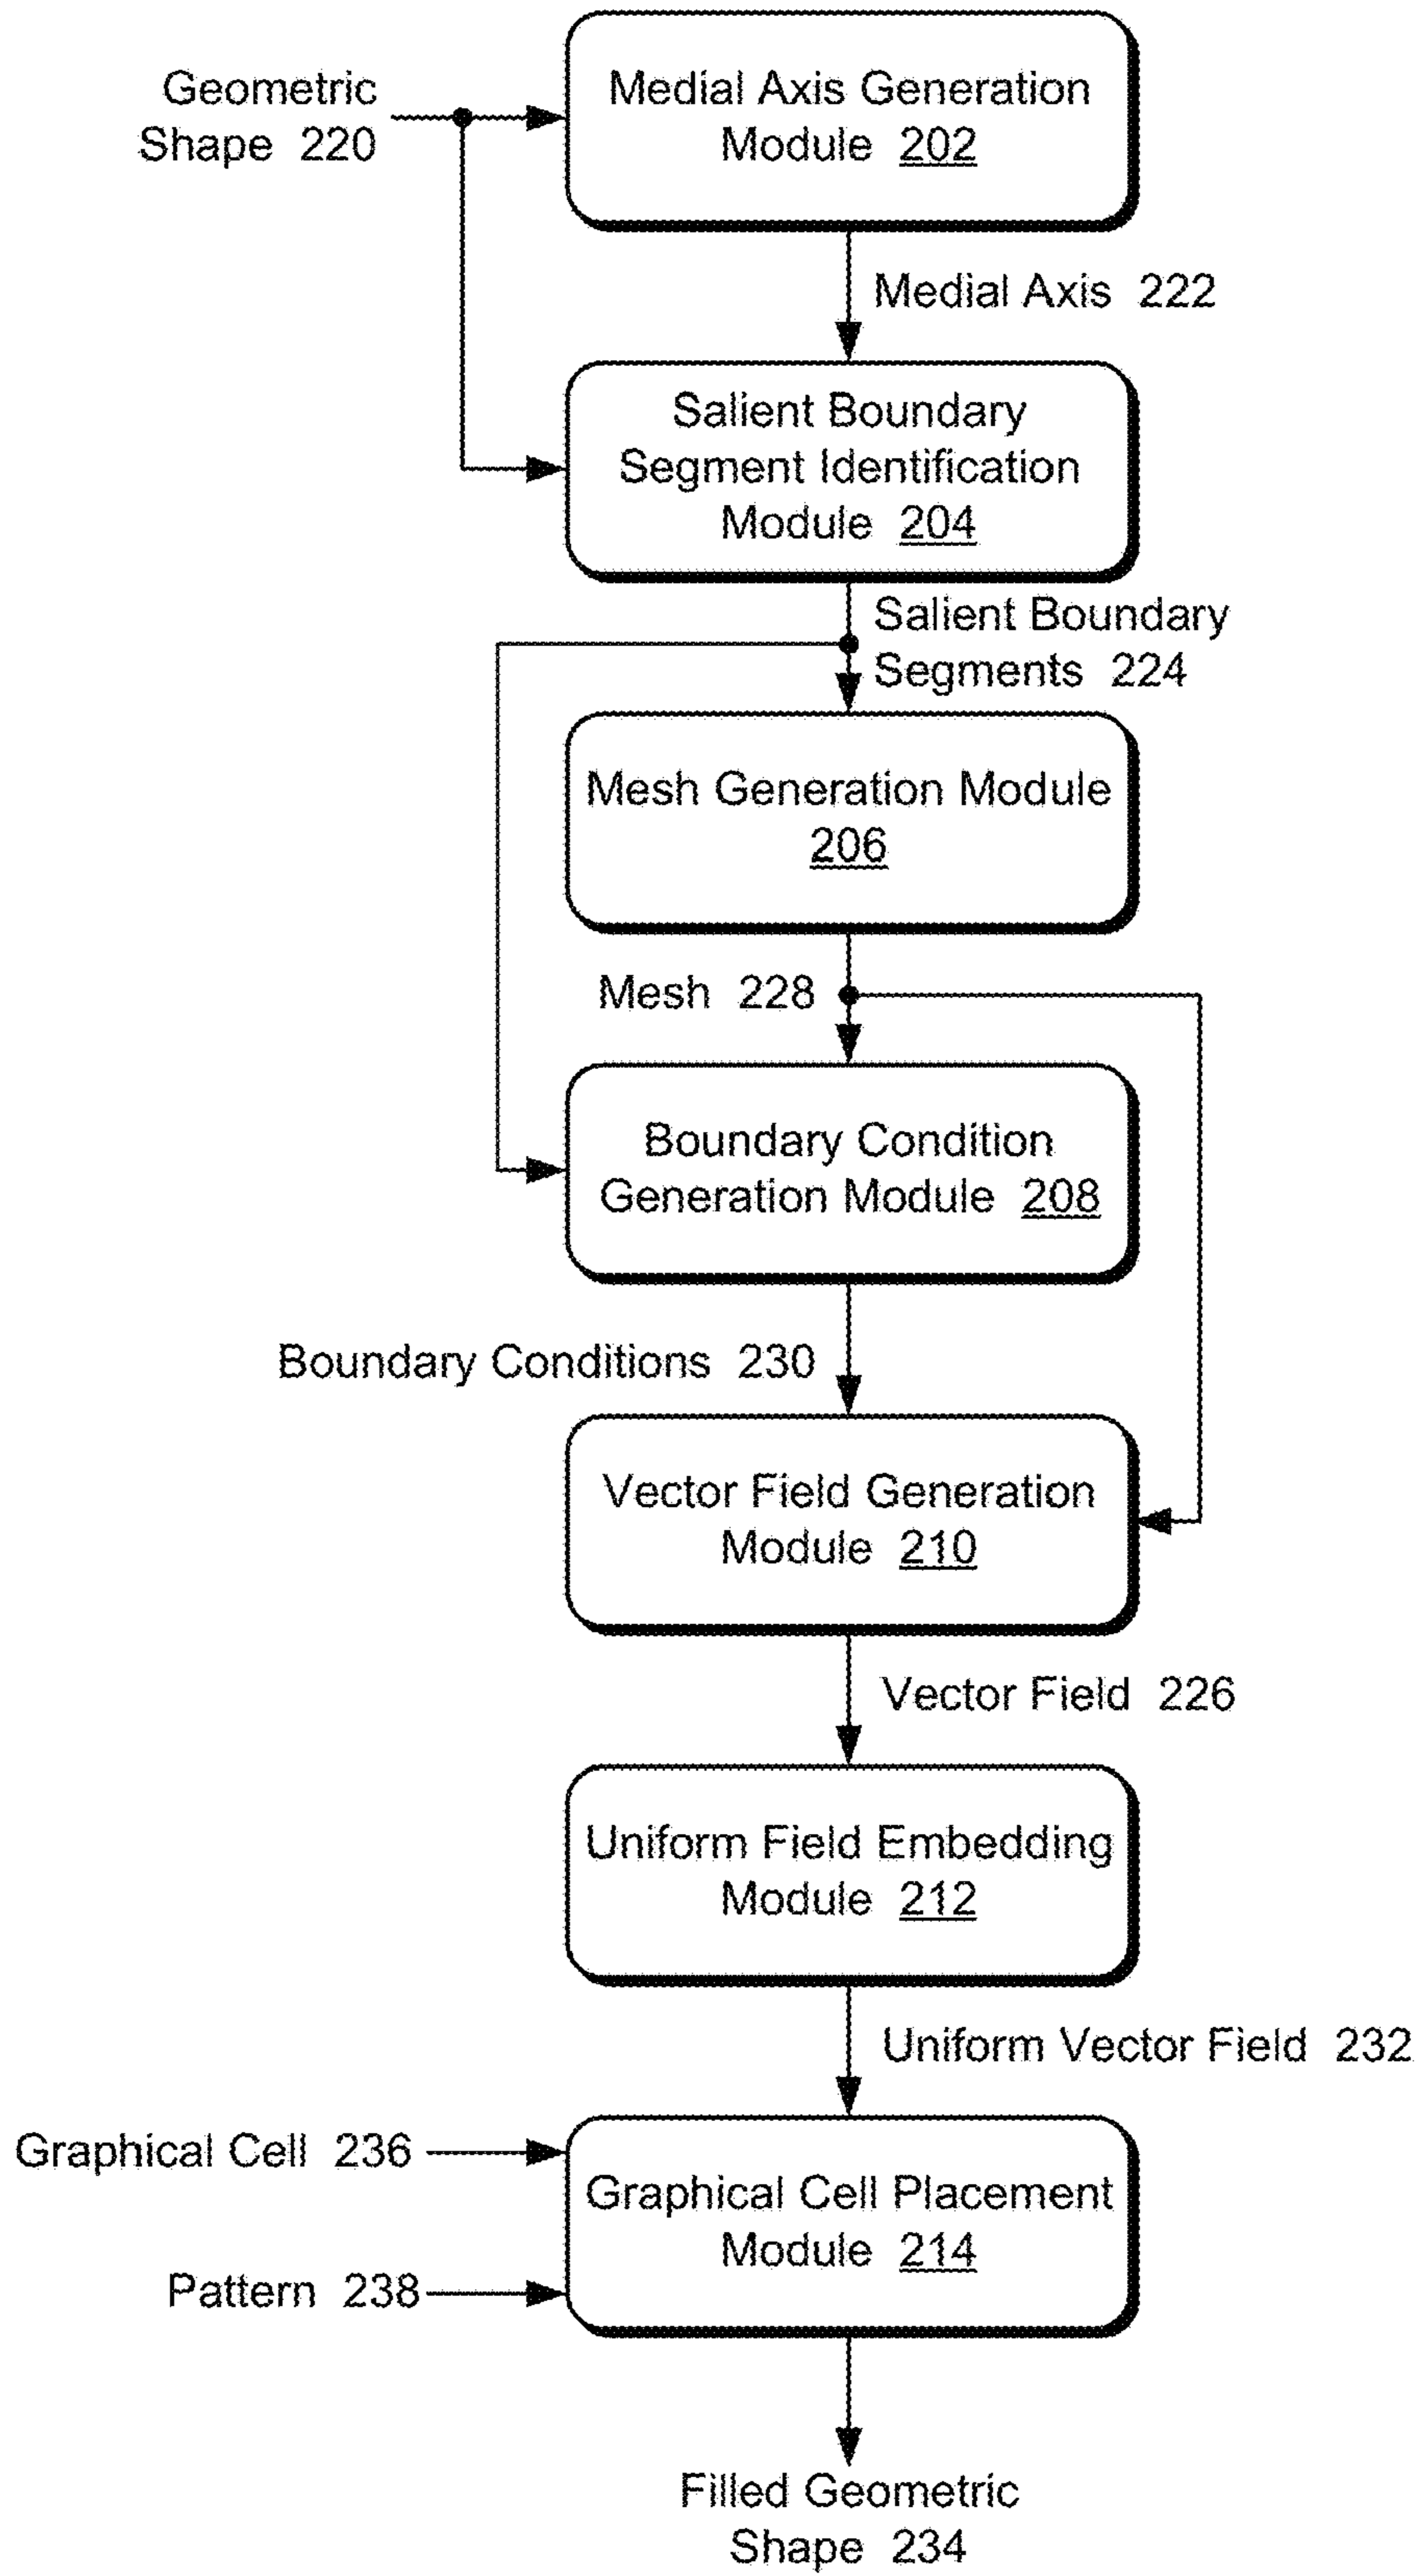 Geometric
Shape 220
Medial Axis Generation
Module 202
Medial Axis 222
Salient Boundary
Segment Identification
Module 204
Salient Boundary
Segments 224
Mesh Generation Module
206
Mesh 228
Boundary Condition
Generation Module 208
Boundary Conditions 230
Vector Field Generation
Module 210
Vector Field 226
Uniform Field Embedding
Module 212
Uniform Vector Field 232
Graphical Cell 236
Graphical Cell Placement
Module 214
Pattern 238
Filled Geometric
Shape 234